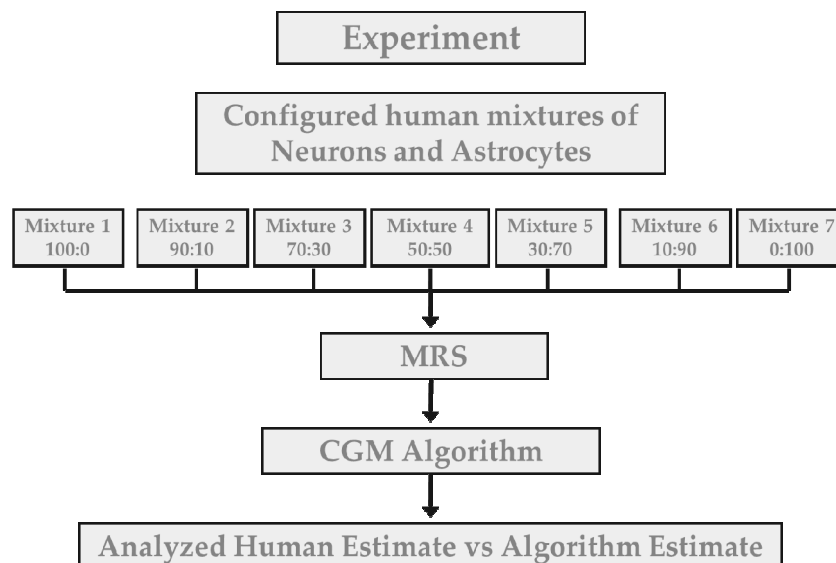 Experiment
Configured human mixtures of
Neurons and Astrocytes
Mixture 1
100:0
Mixture 2
90:10
Mixture 3
70:30
Mixture 4
50:50
Mixture 5
30:70
Mixture 6
10:90
Mixture 7
0:100
MRS
CGM Algorithm
Analyzed Human Estimate vs Algorithm Estimate